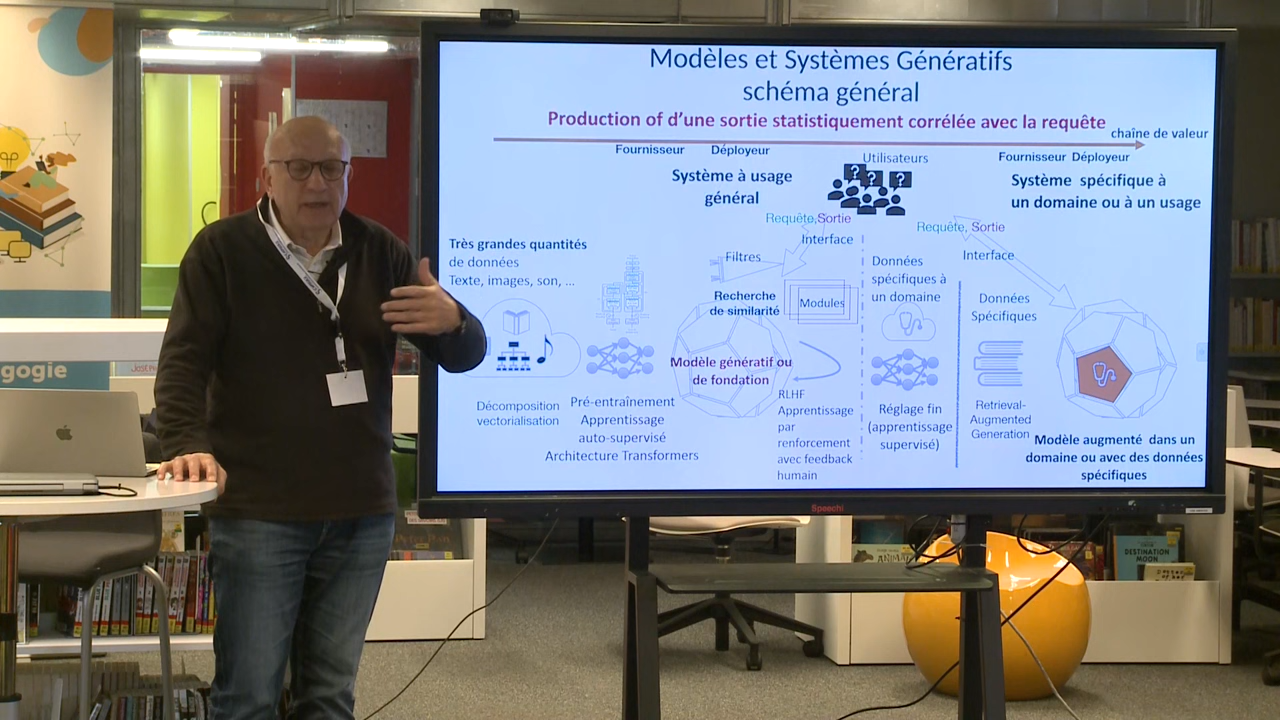 Modèles et Systèmes Génératifs
schéma général
Production of d’une sortie statistiquement corrélée avec la requête
chaîne de valeur
Fournisseur
Déployeur
Utilisateurs
Fournisseur
Déployeur
Système à usage
général
Système spécifique à
un domaine ou à un usage
Requête, Sortie
Interface
Requête, Sortie
Interface
Très grandes quantités
de données
Texte, images, son, ...
Filtres
Recherche
de similarité
Modules
Données
spécifiques à
un domaine
Données
Spécifiques
Modèle génératif ou
de fondation
Décomposition
vectorialisation
Pré-entraînement
Apprentissage
auto-supervisé
Architecture Transformers
RLHF
Apprentissage
par
renforcement
avec feedback
humain
Réglage fin
(apprentissage
supervisé)
Retrieval-
Augmented
Generation
Modèle augmenté dans un
domaine ou avec des données
spécifiques
gogie
Speechi
DESTINATION
MOON